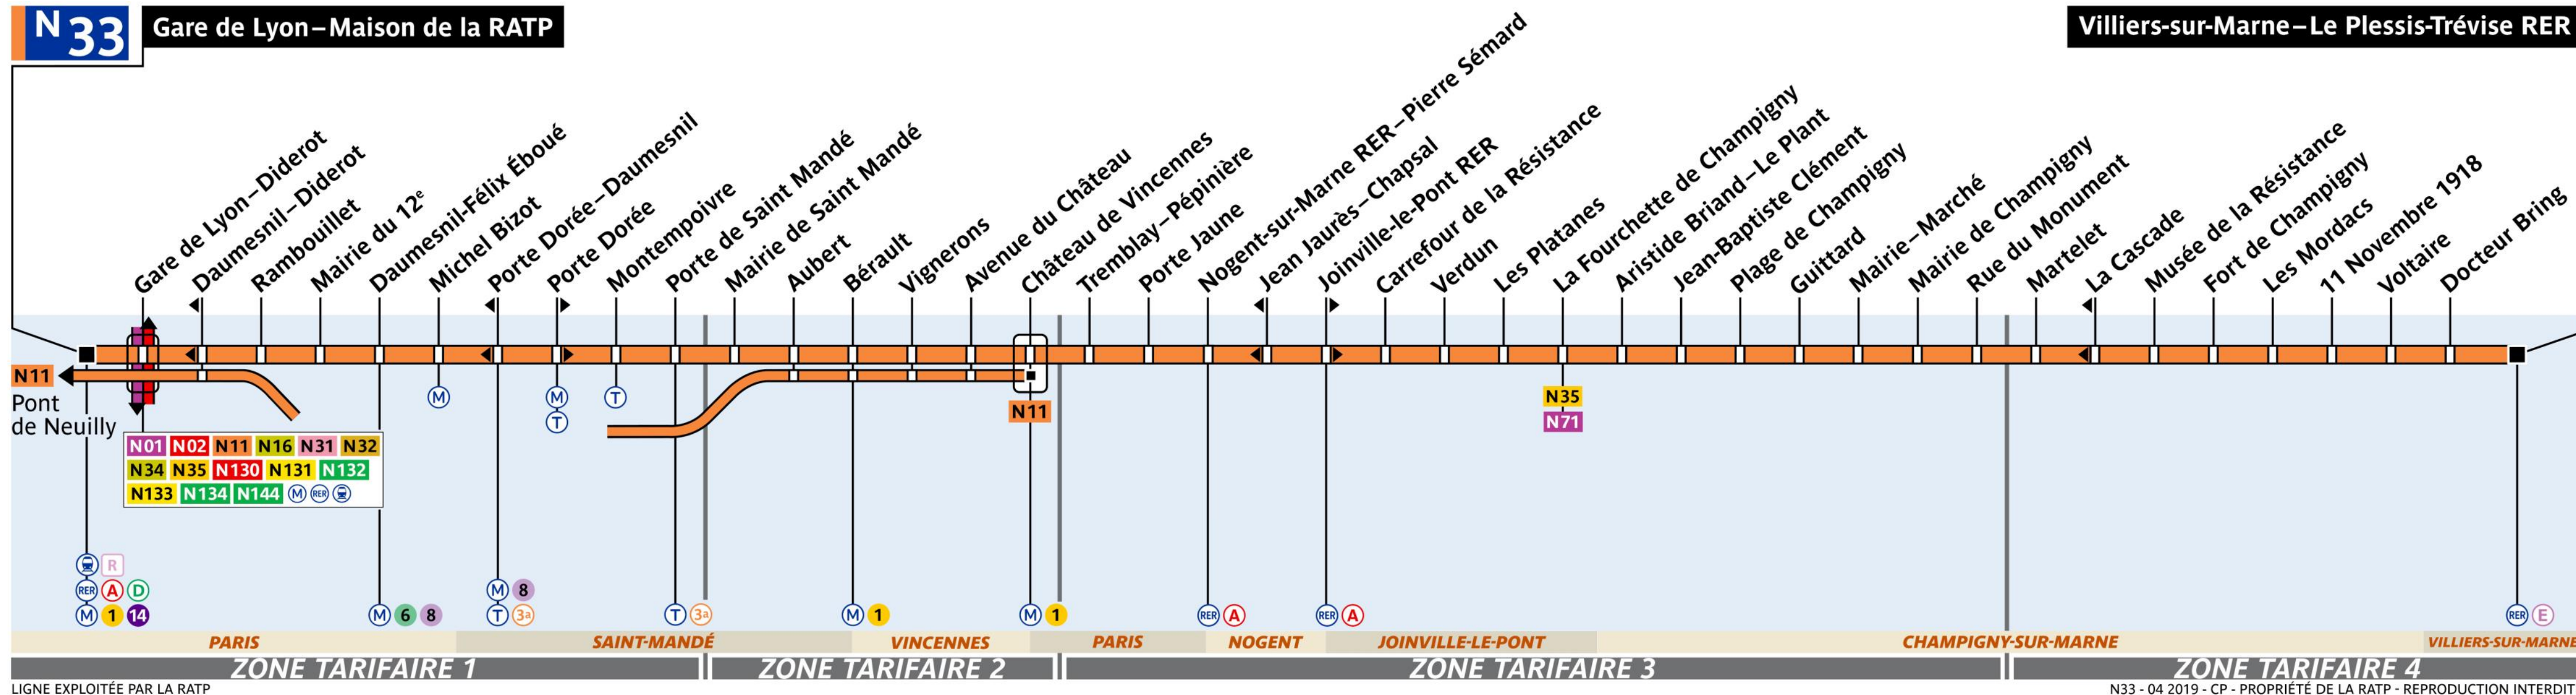 N33
Gare de Lyon–Maison de la RATP
Villiers-sur-Marne–Le Plessis-Trévise RER
Gare de Lyon–Diderot
Daumesnil–Diderot
Rambouillet
Mairie du 12e
Daumesnil-Félix Éboué
Michel Bizot
Porte Dorée–Daumesnil
Porte Dorée
Montempoivre
Porte de Saint Mandé
Mairie de Saint Mandé
Aubert
Bérault
Vignerons
Avenue du Château
Château de Vincennes
Tremblay–Pépinière
Porte Jaune
Nogent-sur-Marne RER–Pierre Sémard
Jean Jaurès–Chapsal
Joinville-le-Pont RER
Carrefour de la Résistance
Verdun
Les Platanes
La Fourchette de Champigny
Aristide Briand–Le Plant
Jean-Baptiste Clément
Plage de Champigny
Guittard
Mairie–Marché
Mairie de Champigny
Rue du Monument
Martelet
La Cascade
Musée de la Résistance
Fort de Champigny
Les Mordacs
11 Novembre 1918
Voltaire
Docteur Bring
N11
Pont
de Neuilly
M
M
T
T
N11
N35
N71
N01 N02 N11 N16 N31 N32
N34 N35 N130 N131 N132
N133 N134 N144 M RER
R
RER A D
M 1 14
M 6 8
M 8
T 3a
T 3a
M 1
M 1
RER A
RER A
RER E
PARIS SAINT-MANDÉ VINCENNES PARIS NOGENT JOINVILLE-LE-PONT CHAMPIGNY-SUR-MARNE VILLIERS-SUR-MARNE
ZONE TARIFAIRE 1 ZONE TARIFAIRE 2 ZONE TARIFAIRE 3 ZONE TARIFAIRE 4
LIGNE EXPLOITÉE PAR LA RATP
N33 - 04 2019 - CP - PROPRIÉTÉ DE LA RATP - REPRODUCTION INTERDIT